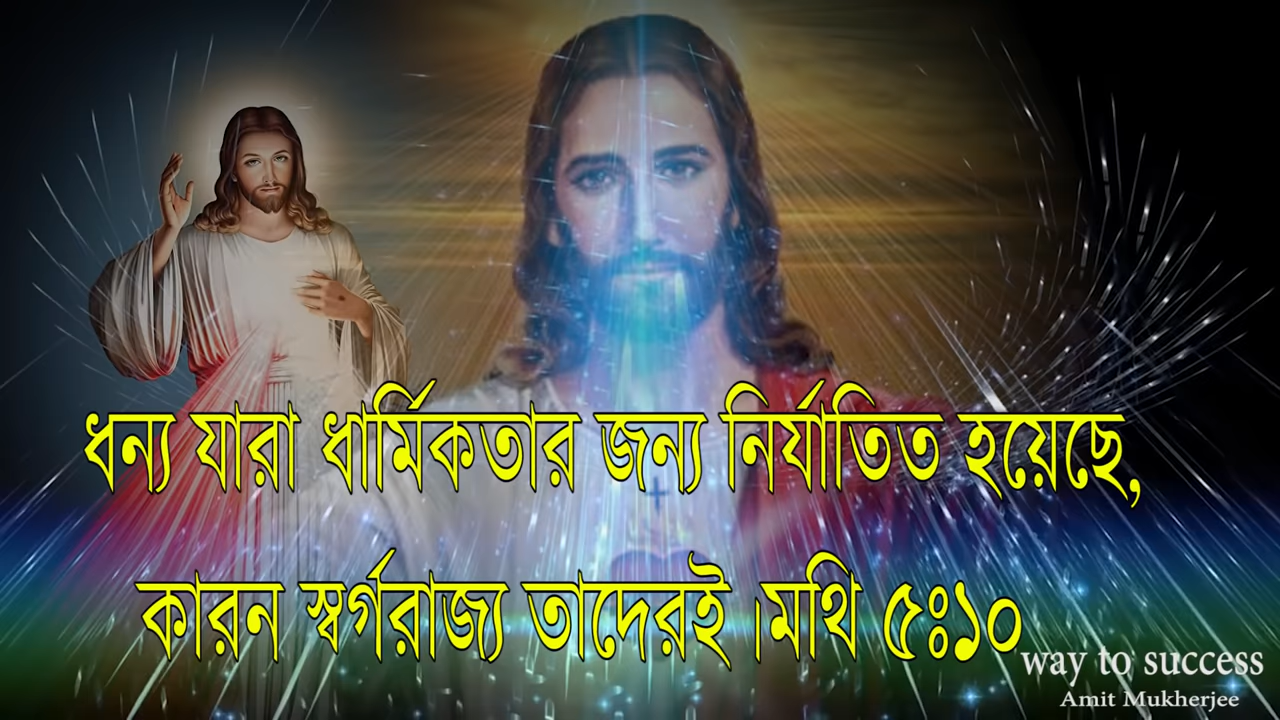 ধন্য যারা ধার্মিকতার জন্য নির্যাতিত হয়েছে,
কারন স্বর্গরাজ্য তাদেরই।মথি ৫ঃ১০
way to success
Amit Mukherjee